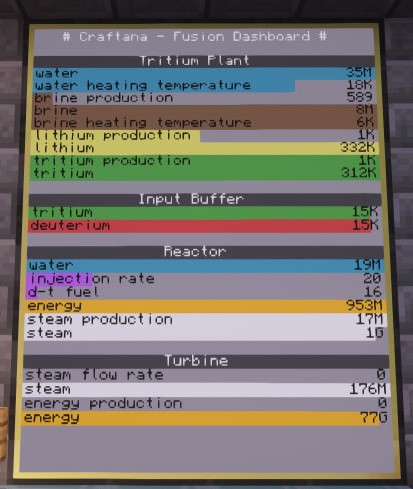 # Craftana - Fusion Dashboard #
Tritium Plant
water 35M
water heating temperature 18K
brine production 589
brine 8M
brine heating temperature 6K
lithium production 1K
lithium 332K
tritium production 1K
tritium 312K
Input Buffer
tritium 15K
deuterium 15K
Reactor
water 19M
injection rate 20
d-t fuel 16
energy 953M
steam production 17M
steam 1G
Turbine
steam flow rate 0
steam 176M
energy production 0
energy 77G